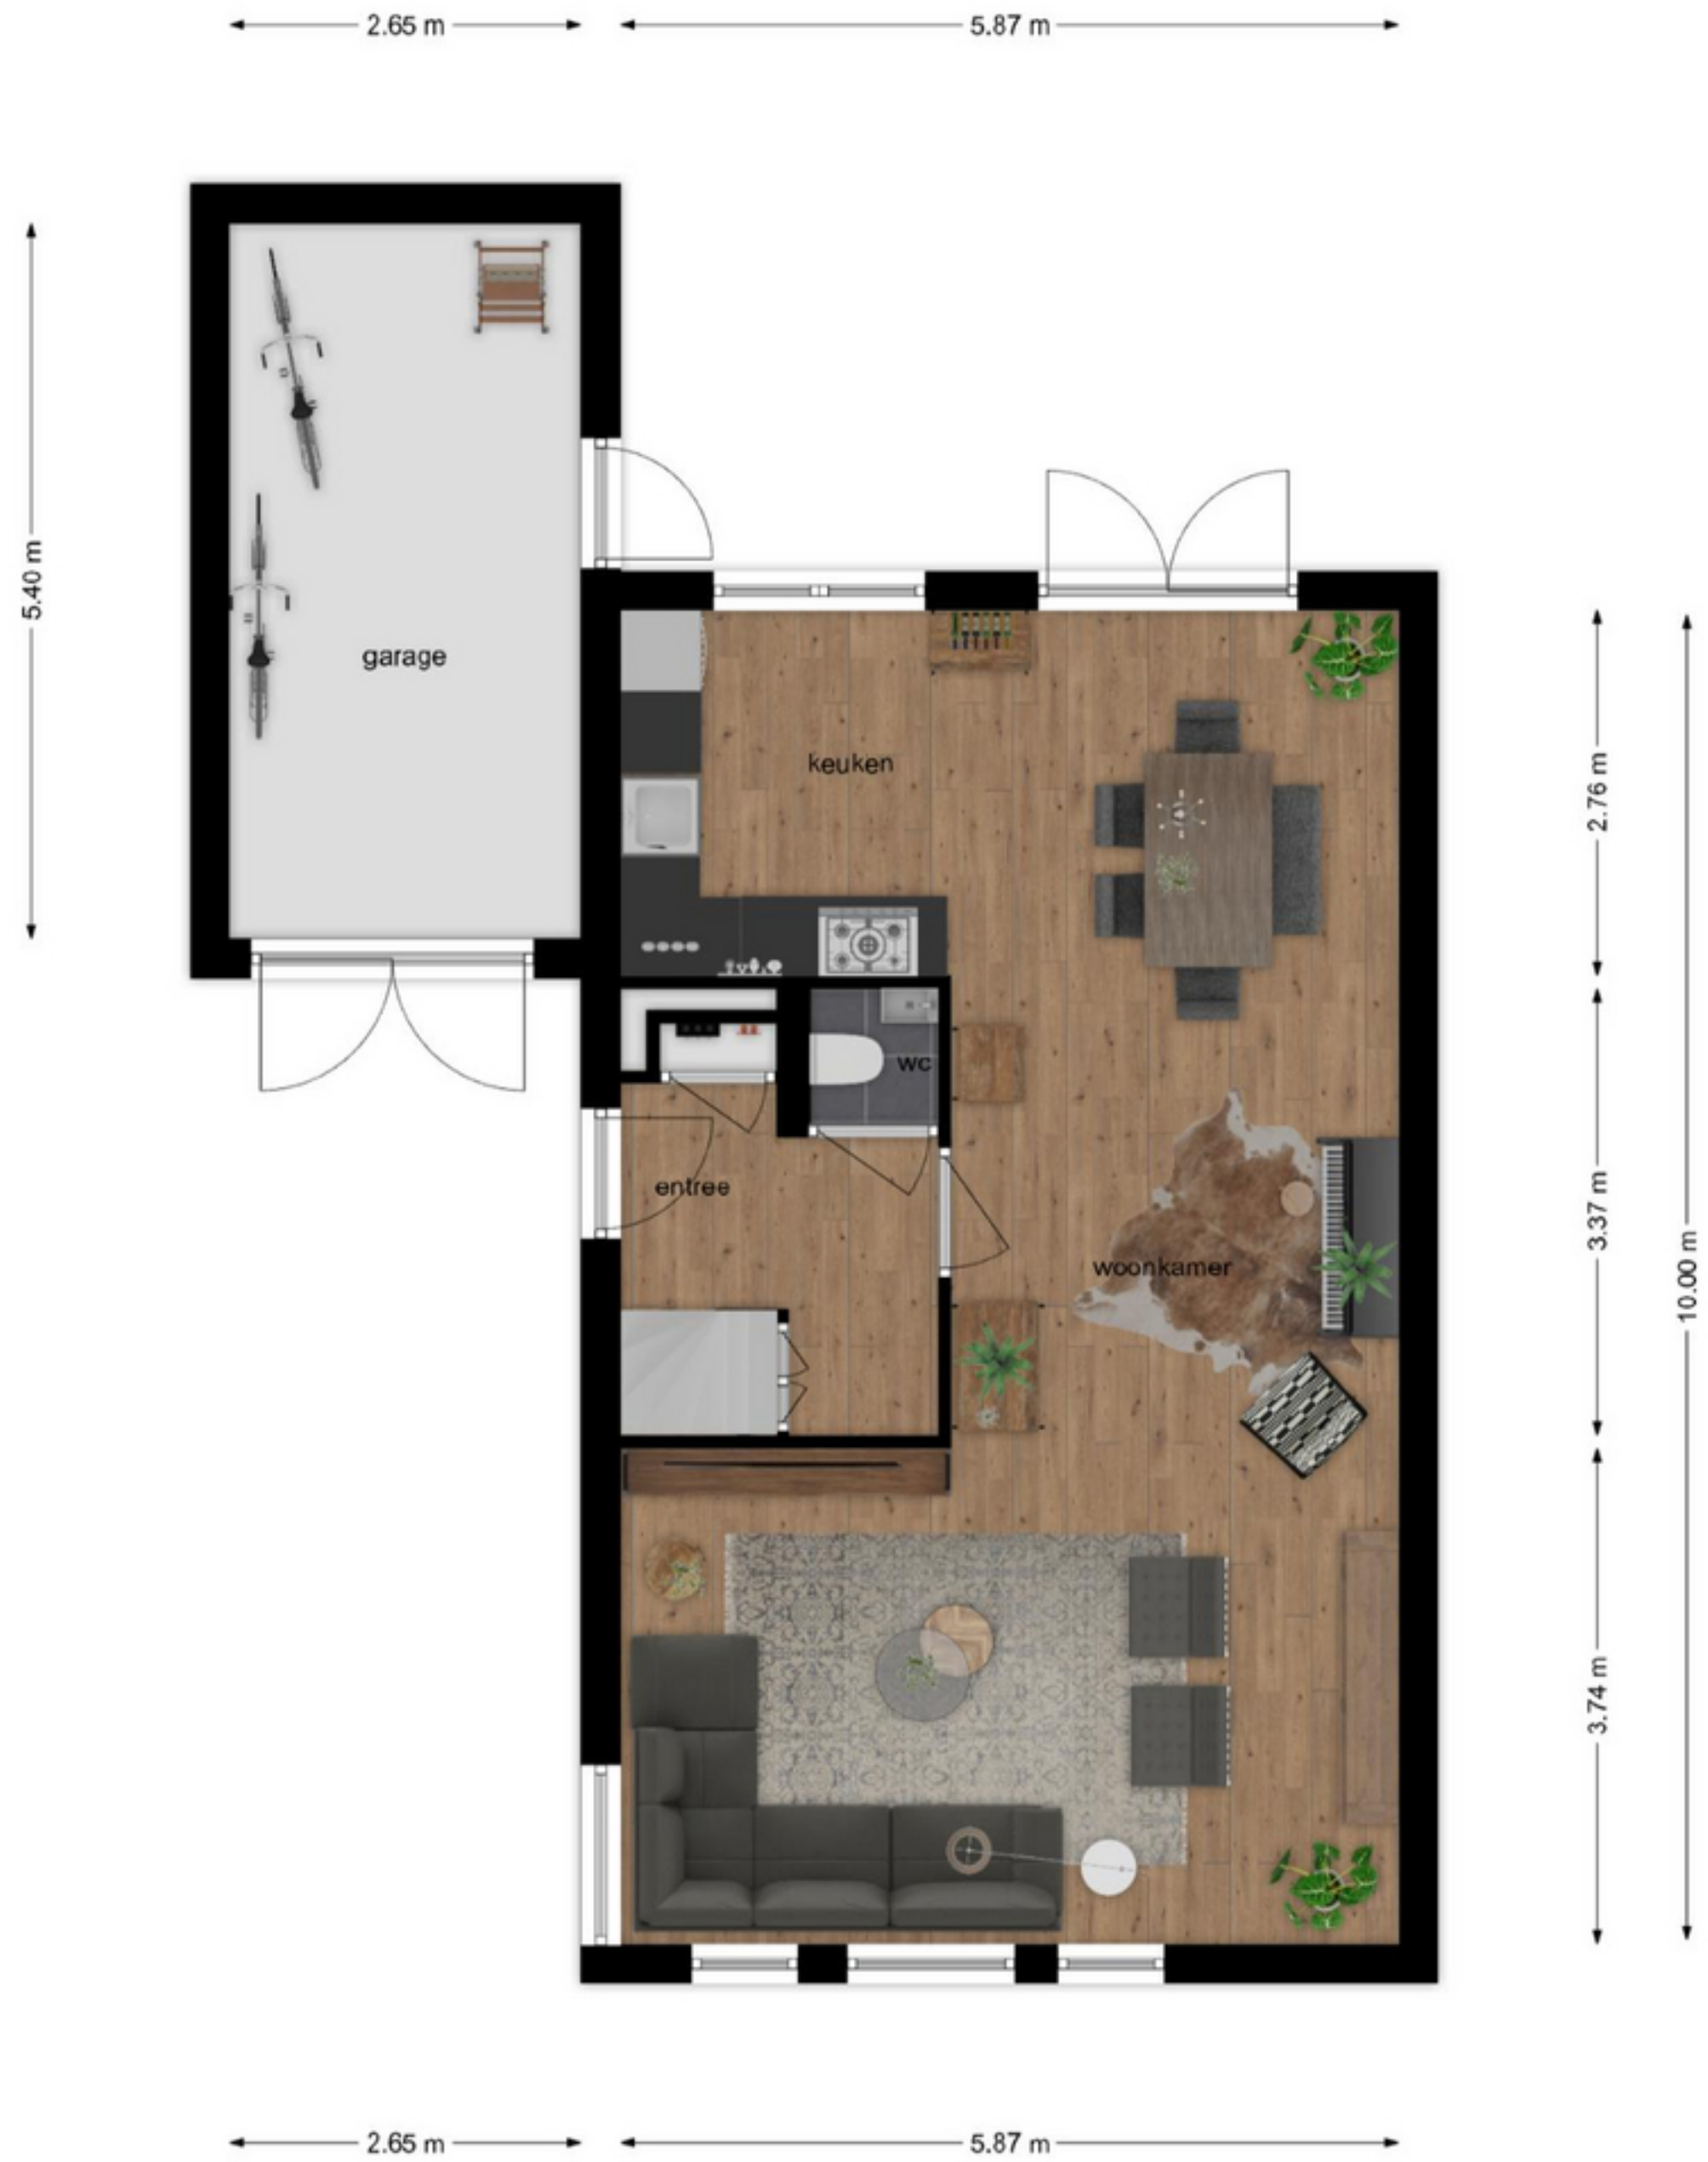 2.65 m
5.87 m
5.40 m
garage
keuken
2.76 m
wc
entree
woonkamer
3.37 m
10.00 m
3.74 m
2.65 m
5.87 m